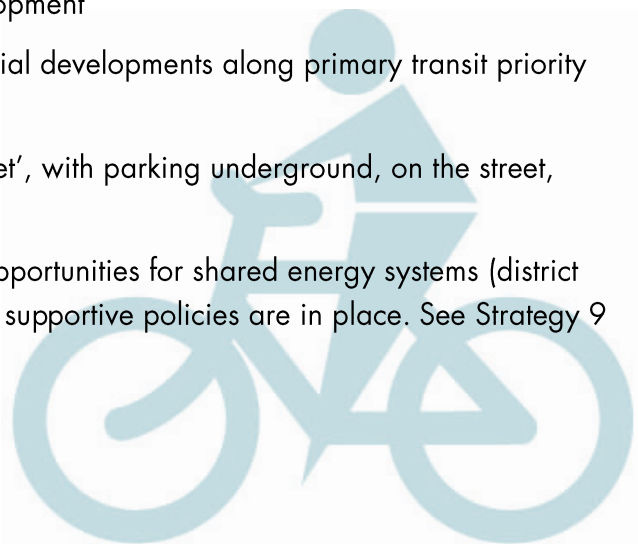 opment
ial developments along primary transit priority
et’, with parking underground, on the street,
pportunities for shared energy systems (district
supportive policies are in place. See Strategy 9